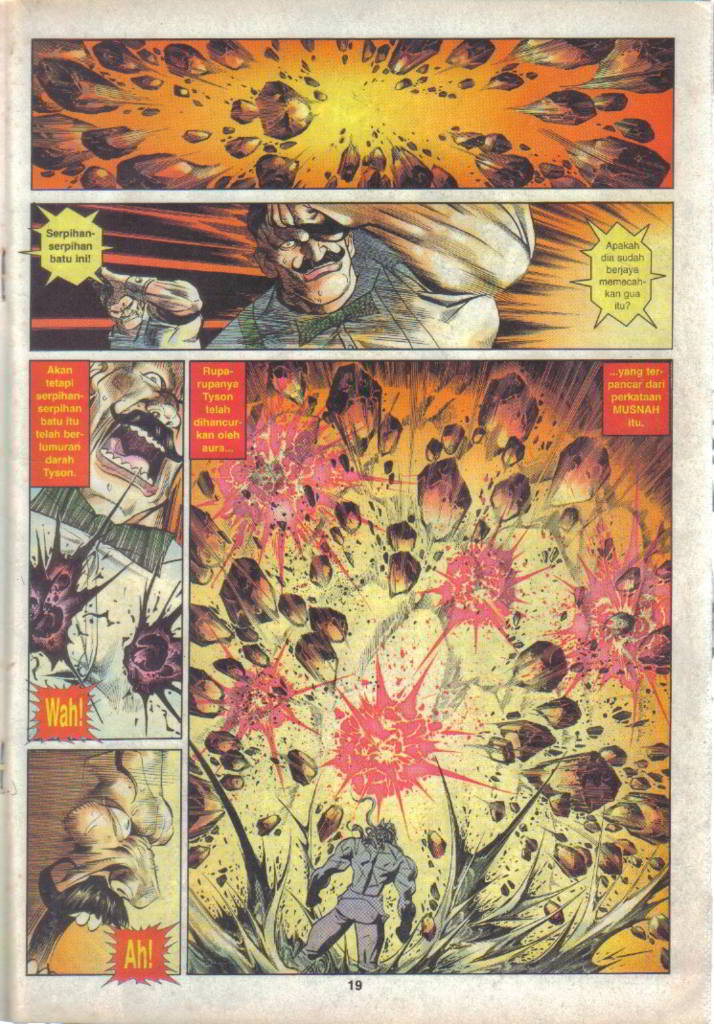 Serpihan-
serpihan
batu ini!
Apakah
dia sudah
berjaya
memecah-
kan gua
itu?
Akan
tetapi
serpihan-
serpihan
batu itu
telah ber-
lumuran
darah
Tyson.
Wah!
Ah!
Rupa-
rupanya
Tyson
telah
dihancur-
kan oleh
aura...
...yang ter-
pancar dari
perkataan
MUSNAH
itu.
19